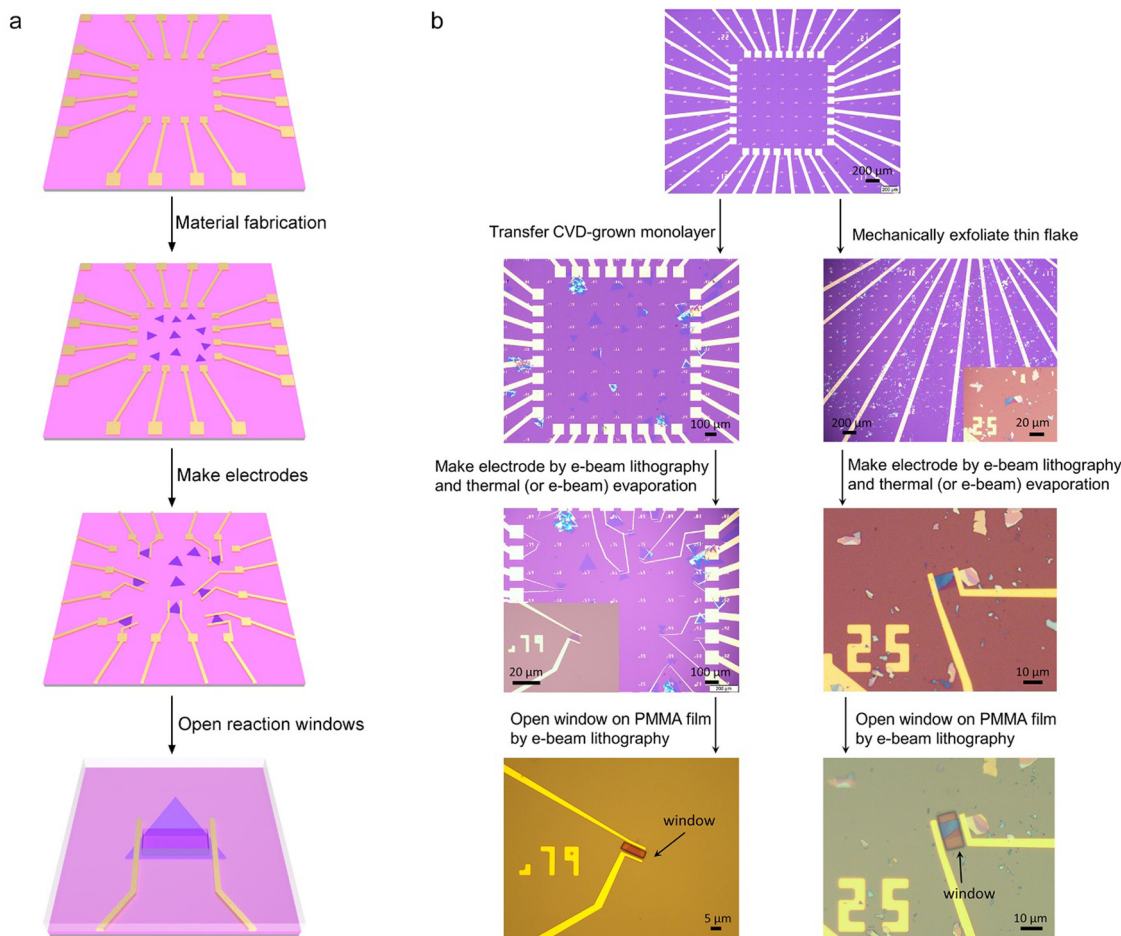 a
b
Material fabrication
Make electrodes
Open reaction windows
200 µm
200 µm
Transfer CVD-grown monolayer
Mechanically exfoliate thin flake
100 µm
200 µm
25
20 µm
Make electrode by e-beam lithography
and thermal (or e-beam) evaporation
Make electrode by e-beam lithography
and thermal (or e-beam) evaporation
20 µm
100 µm
200 µm
25
10 µm
Open window on PMMA film
by e-beam lithography
Open window on PMMA film
by e-beam lithography
window
5 µm
window
25
10 µm